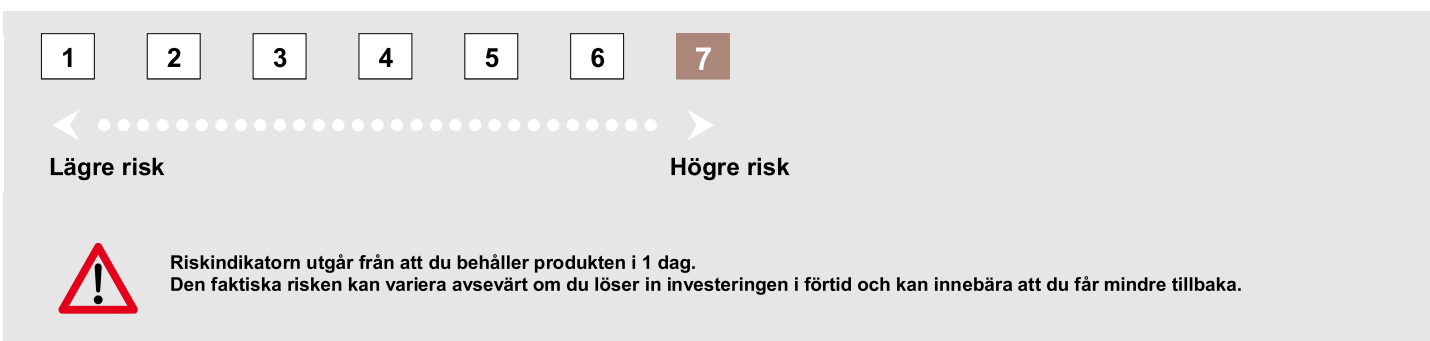 1 2 3 4 5 6 7
Lägre risk Högre risk
Riskindikatorn utgår från att du behåller produkten i 1 dag.
Den faktiska risken kan variera avsevärt om du löser in investeringen i förtid och kan innebära att du får mindre tillbaka.